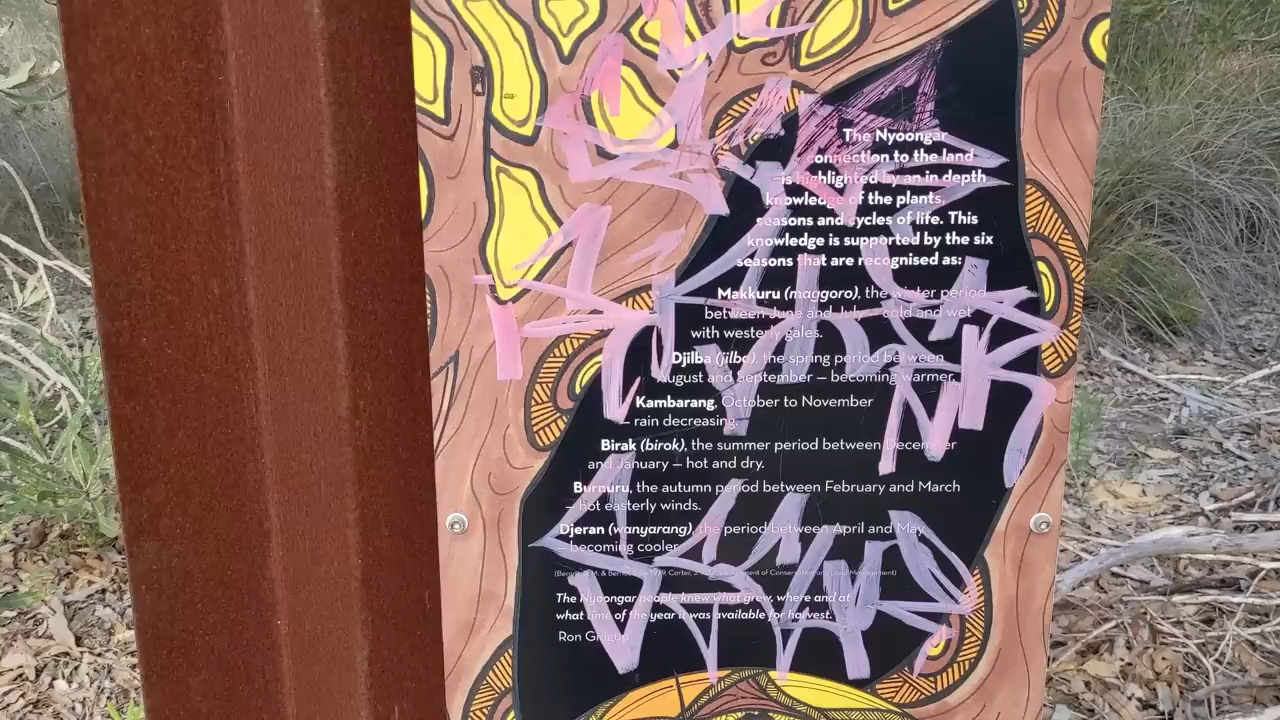 The Nyoongar
connection to the land
is highlighted by an in depth
knowledge of the plants,
seasons and cycles of life. This
knowledge is supported by the six
seasons that are recognised as:
Makkuru (maggoro), the winter period
between June and July – cold and wet
with westerly gales.
Djilba (jilba), the spring period between
August and September – becoming warmer.
Kambarang, October to November
– rain decreasing.
Birak (birok), the summer period between December
and January – hot and dry.
Burnuru, the autumn period between February and March
– hot easterly winds.
Djeran (wanyarang), the period between April and May
– becoming cooler.
The Nyoongar people knew what grew, where and at
what time of the year it was available for harvest.
Ron